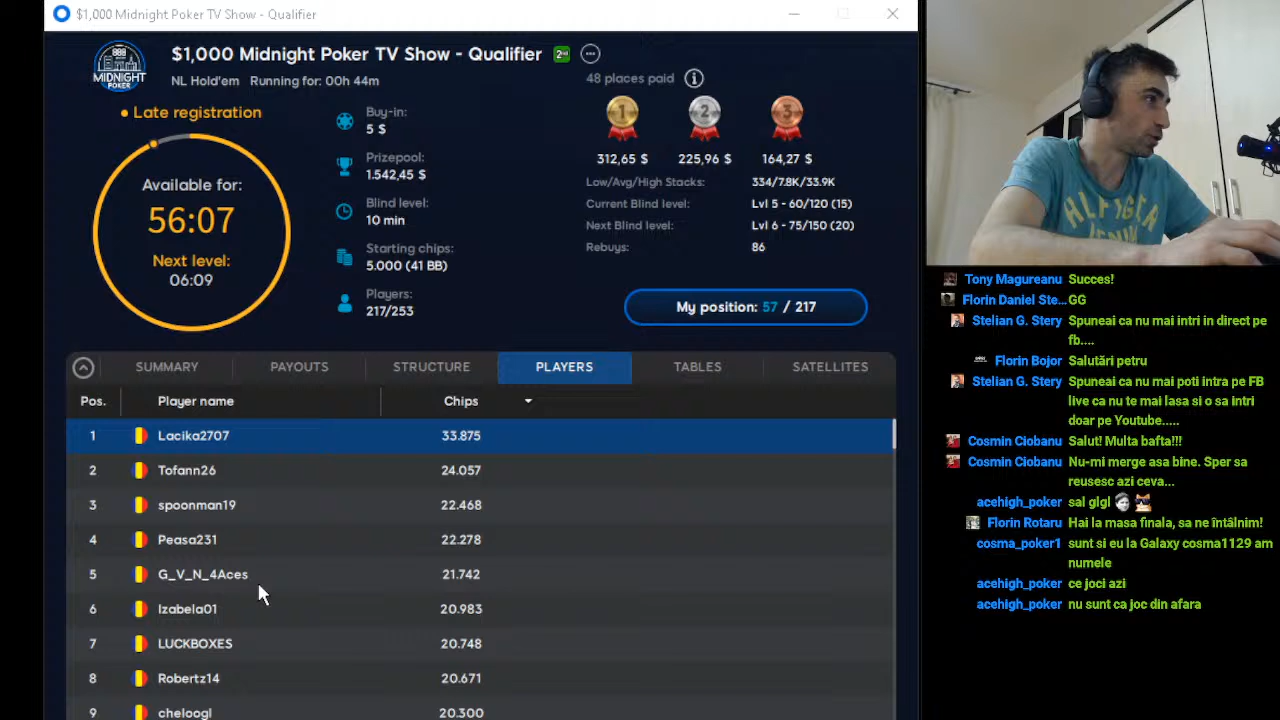 $1,000 Midnight Poker TV Show - Qualifier
888
MIDNIGHT
POKER
$1,000 Midnight Poker TV Show - Qualifier
NL Hold'em Running for: 00h 44m
48 places paid
Late registration
Available for:
56:07
Next level:
06:09
Buy-in:
5 $
Prizepool:
1.542,45 $
Blind level:
10 min
Starting chips:
5.000 (41 BB)
Players:
217/253
1 2 3
312,65 $ 225,96 $ 164,27 $
Low/Avg/High Stacks: 334/7.8K/33.9K
Current Blind level: Lvl 5 - 60/120 (15)
Next Blind level: Lvl 6 - 75/150 (20)
Rebuys: 86
My position: 57 / 217
SUMMARY PAYOUTS STRUCTURE PLAYERS TABLES SATELLITES
Pos. Player name Chips
1 Lacika2707 33.875
2 Tofann26 24.057
3 spoonman19 22.468
4 Peasa231 22.278
5 G_V_N_4Aces 21.742
6 Izabela01 20.983
7 LUCKBOXES 20.748
8 Robertz14 20.671
9 cheloogl 20.300
Tony Magureanu Succes!
Florin Daniel Ste... GG
Stelian G. Stery Spuneai ca nu mai intri in direct pe
fb....
Florin Bojor Salutări petru
Stelian G. Stery Spuneai ca nu mai poti intra pe FB
live ca nu te mai lasa si o sa intri
doar pe Youtube.....
Cosmin Ciobanu Salut! Multa bafta!!!
Cosmin Ciobanu Nu-mi merge asa bine. Sper sa
reusesc azi ceva...
acehigh_poker sal glgl
Florin Rotaru Hai la masa finala, sa ne întâlnim!
cosma_poker1 sunt si eu la Galaxy cosma1129 am
numele
acehigh_poker ce joci azi
acehigh_poker nu sunt ca joc din afara